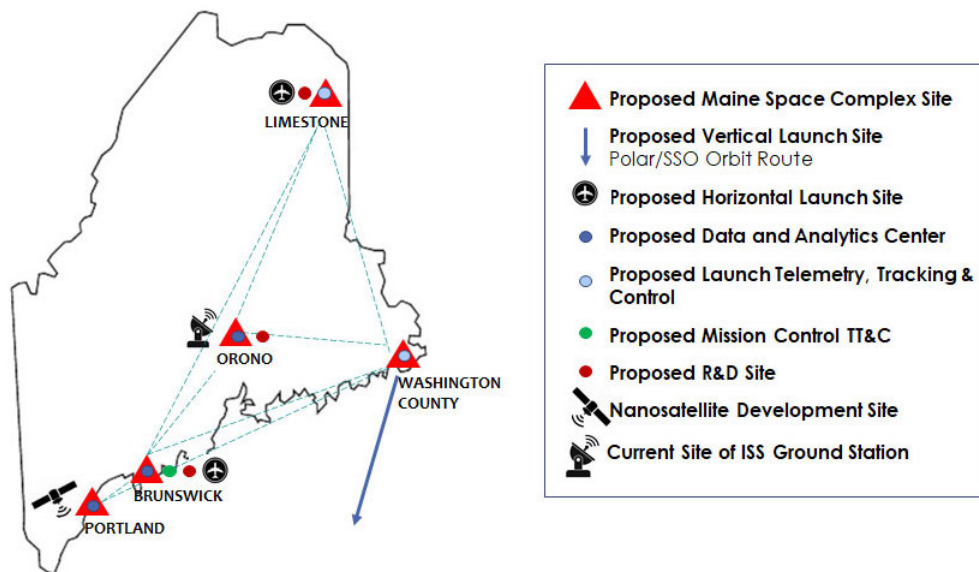 LIMESTONE
ORONO
WASHINGTON
COUNTY
BRUNSWICK
PORTLAND
Proposed Maine Space Complex Site
Proposed Vertical Launch Site
Polar/SSO Orbit Route
Proposed Horizontal Launch Site
Proposed Data and Analytics Center
Proposed Launch Telemetry, Tracking &
Control
Proposed Mission Control TT&C
Proposed R&D Site
Nanosatellite Development Site
Current Site of ISS Ground Station